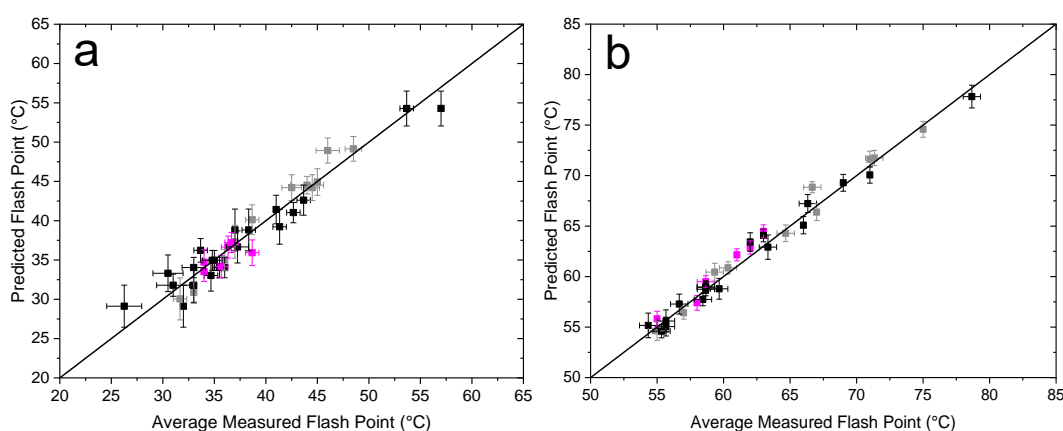 a
65
60
55
50
45
40
35
30
25
20
20 25 30 35 40 45 50 55 60 65
Predicted Flash Point (°C)
Average Measured Flash Point (°C)
b
85
80
75
70
65
60
55
50
50 55 60 65 70 75 80 85
Predicted Flash Point (°C)
Average Measured Flash Point (°C)